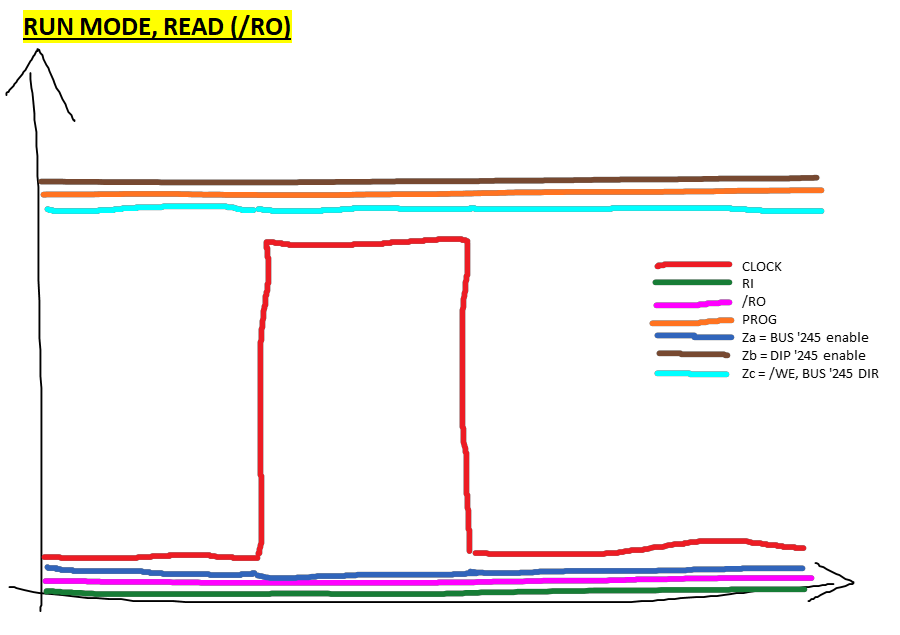 RUN MODE, READ (/RO)
CLOCK
RI
/RO
PROG
Za = BUS '245 enable
Zb = DIP '245 enable
Zc = /WE, BUS '245 DIR